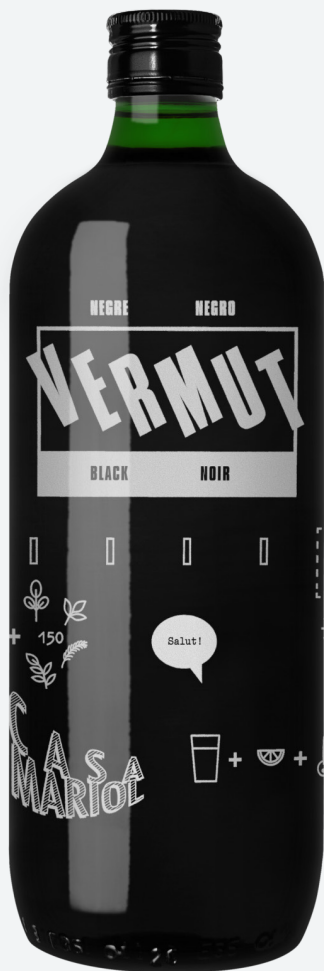 NEGRE NEGRO
VERMUT
BLACK NOIR
+ 150
Salut!
CASA
MARIOL
+ +